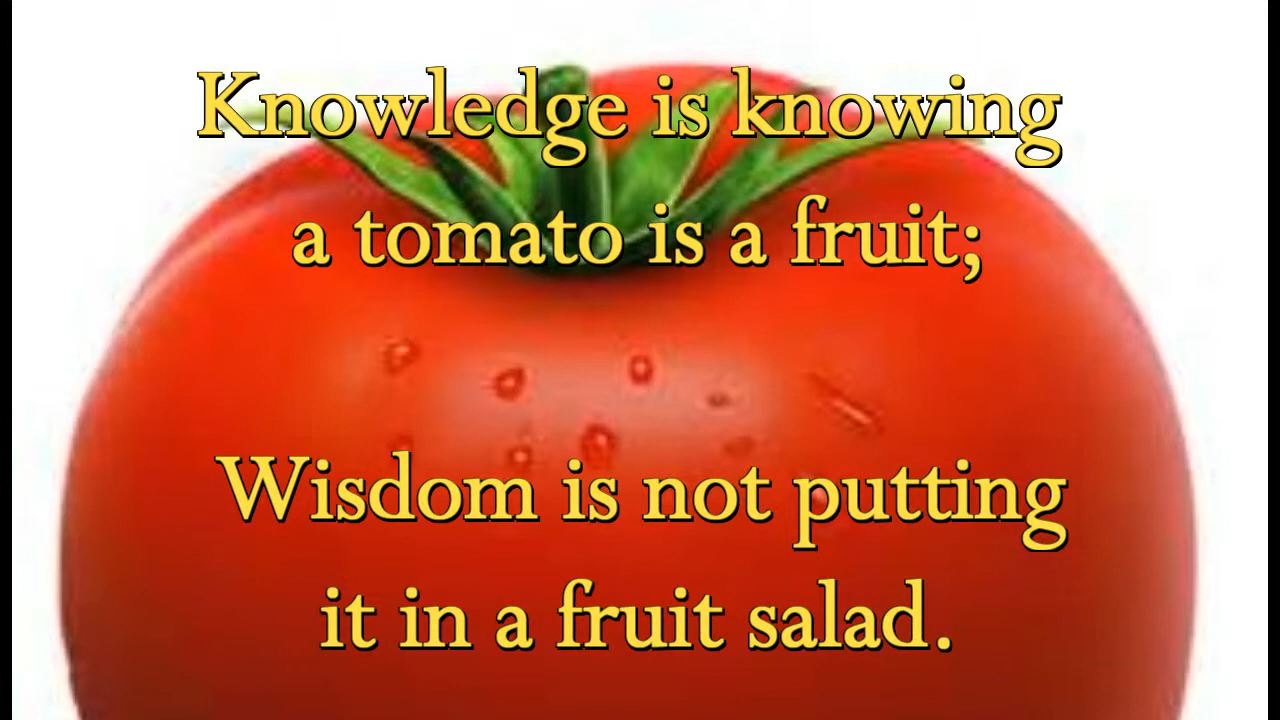 Knowledge is knowing
a tomato is a fruit;
Wisdom is not putting
it in a fruit salad.